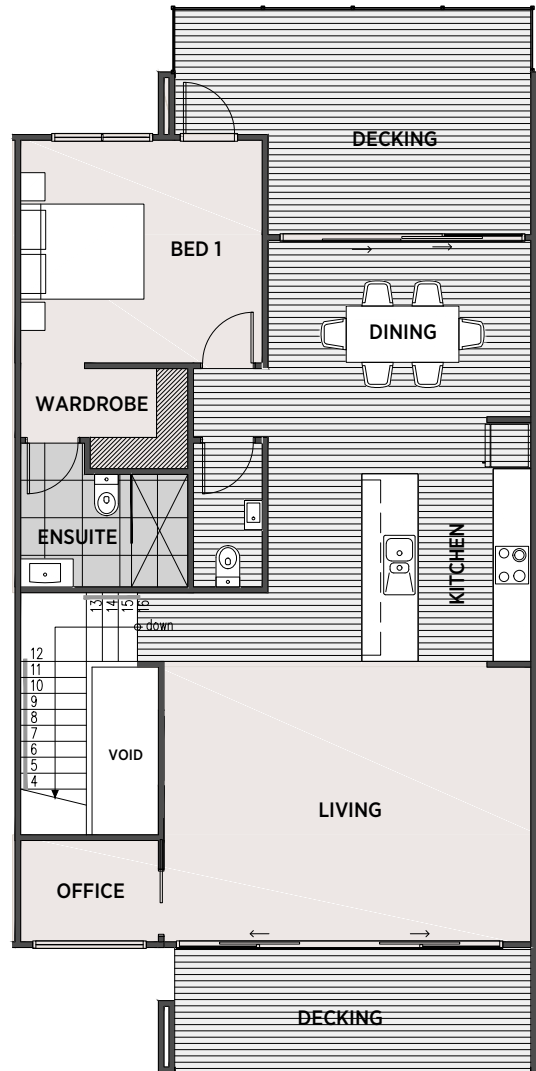 DECKING
BED 1
DINING
WARDROBE
ENSUITE
KITCHEN
13
14
15
16
down
12
11
10
9
8
7
6
5
4
VOID
LIVING
OFFICE
DECKING